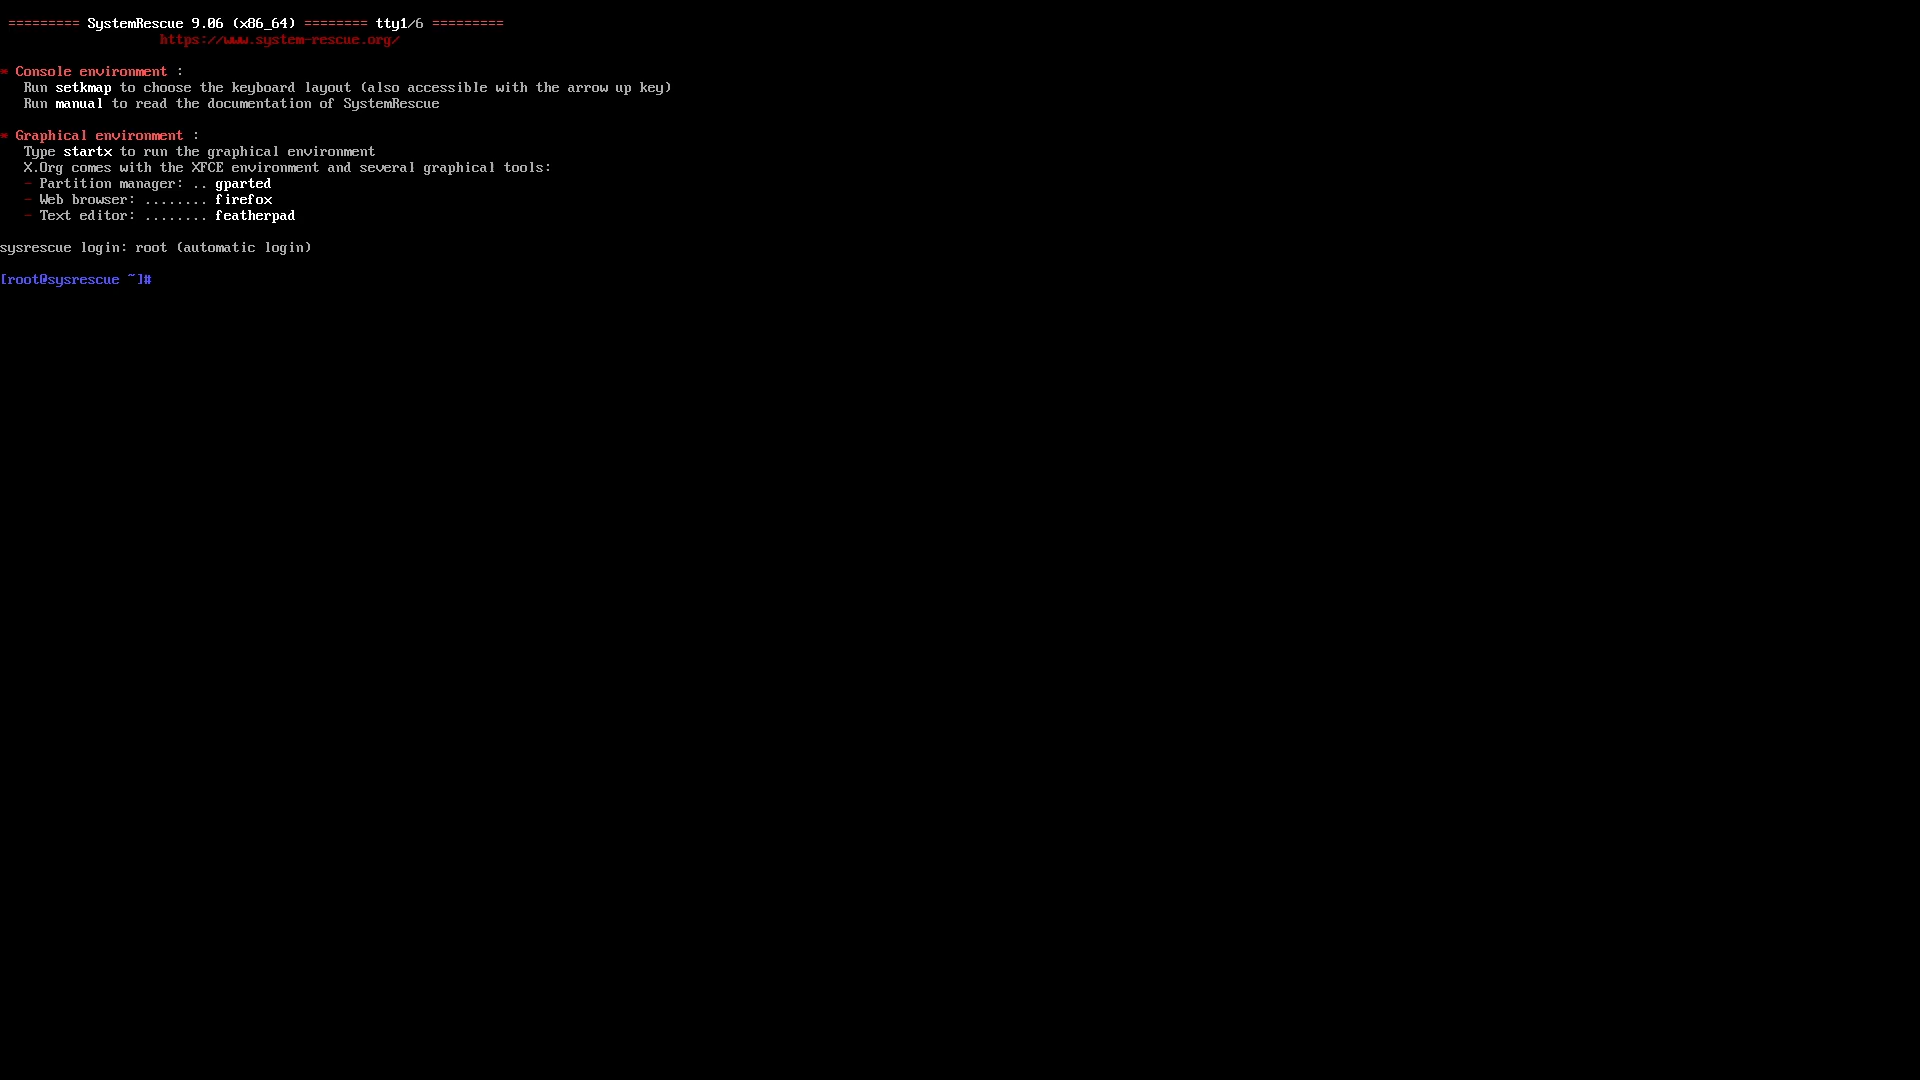 ========= SystemRescue 9.06 (x86_64) ======== tty1/6 =========
https://www.system-rescue.org/
* Console environment :
Run setkmap to choose the keyboard layout (also accessible with the arrow up key)
Run manual to read the documentation of SystemRescue
* Graphical environment :
Type startx to run the graphical environment
X.Org comes with the XFCE environment and several graphical tools:
- Partition manager: .. gparted
- Web browser: ........ firefox
- Text editor: ........ featherpad
sysrescue login: root (automatic login)
[root@sysrescue ~]#